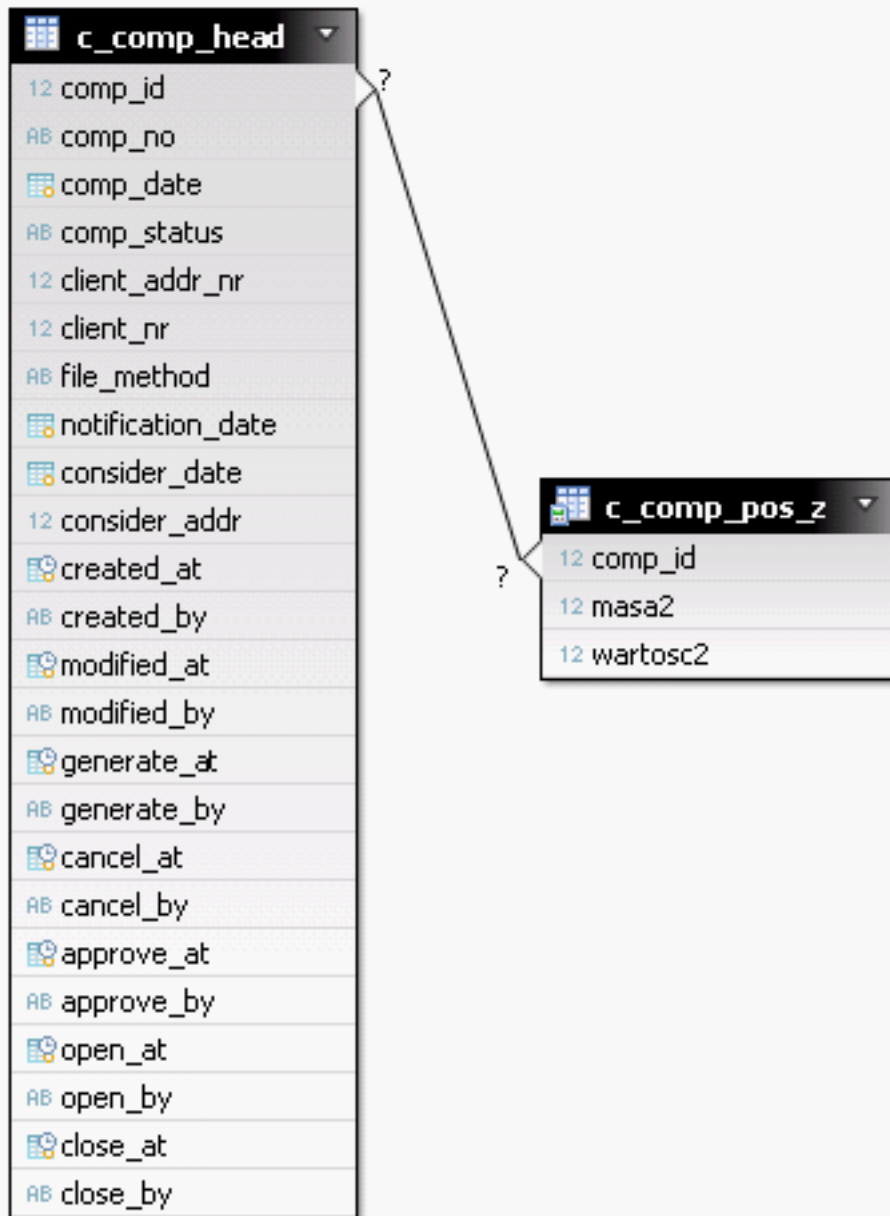 c_comp_head
12 comp_id
?
AB comp_no
comp_date
AB comp_status
12 client_addr_nr
12 client_nr
AB file_method
notification_date
consider_date
12 consider_addr
created_at
AB created_by
modified_at
AB modified_by
generate_at
AB generate_by
cancel_at
AB cancel_by
approve_at
AB approve_by
open_at
AB open_by
close_at
AB close_by
c_comp_pos_z
12 comp_id
?
12 masa2
12 wartosc2